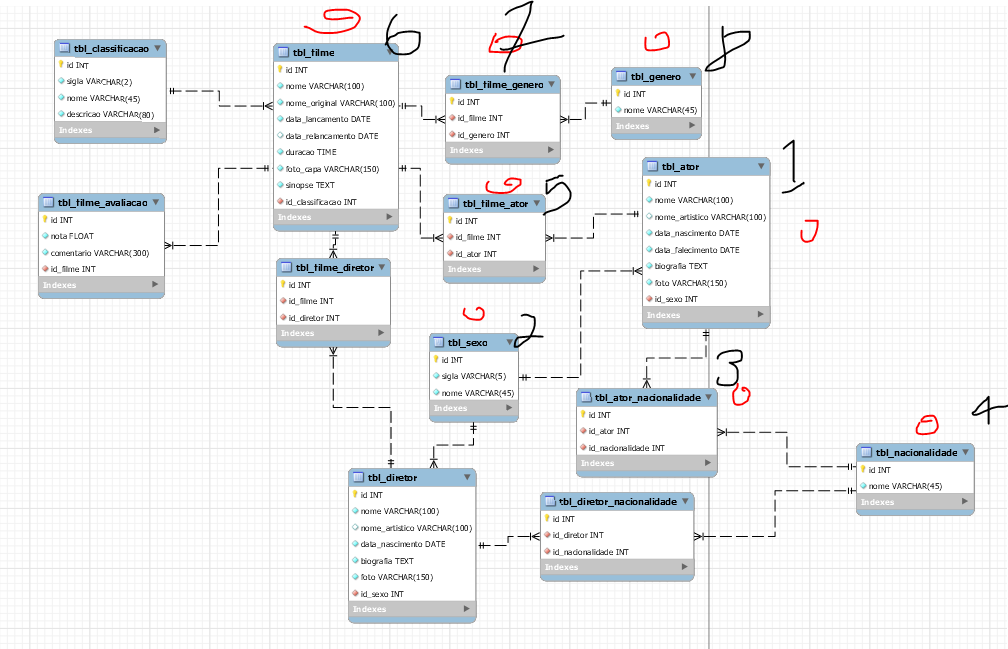 tbl_classificacao
id INT
sigla VARCHAR(2)
nome VARCHAR(45)
descricao VARCHAR(80)
Indexes
tbl_filme
6
id INT
nome VARCHAR(100)
nome_original VARCHAR(100)
data_lancamento DATE
data_relancamento DATE
duracao TIME
foto_capa VARCHAR(150)
sinopse TEXT
id_classificacao INT
Indexes
7
tbl_filme_genero
id INT
id_filme INT
id_genero INT
Indexes
8
tbl_genero
id INT
nome VARCHAR(45)
Indexes
1
tbl_ator
id INT
nome VARCHAR(100)
nome_artistico VARCHAR(100)
data_nascimento DATE
data_falecimento DATE
biografia TEXT
foto VARCHAR(150)
id_sexo INT
Indexes
tbl_filme_avaliacao
id INT
nota FLOAT
comentario VARCHAR(300)
id_filme INT
Indexes
5
tbl_filme_ator
id INT
id_filme INT
id_ator INT
Indexes
tbl_filme_diretor
id INT
id_filme INT
id_diretor INT
Indexes
2
tbl_sexo
id INT
sigla VARCHAR(5)
nome VARCHAR(45)
Indexes
3
tbl_ator_nacionalidade
id INT
id_ator INT
id_nacionalidade INT
Indexes
4
tbl_nacionalidade
id INT
nome VARCHAR(45)
Indexes
tbl_diretor
id INT
nome VARCHAR(100)
nome_artistico VARCHAR(100)
data_nascimento DATE
biografia TEXT
foto VARCHAR(150)
id_sexo INT
Indexes
tbl_diretor_nacionalidade
id INT
id_diretor INT
id_nacionalidade INT
Indexes